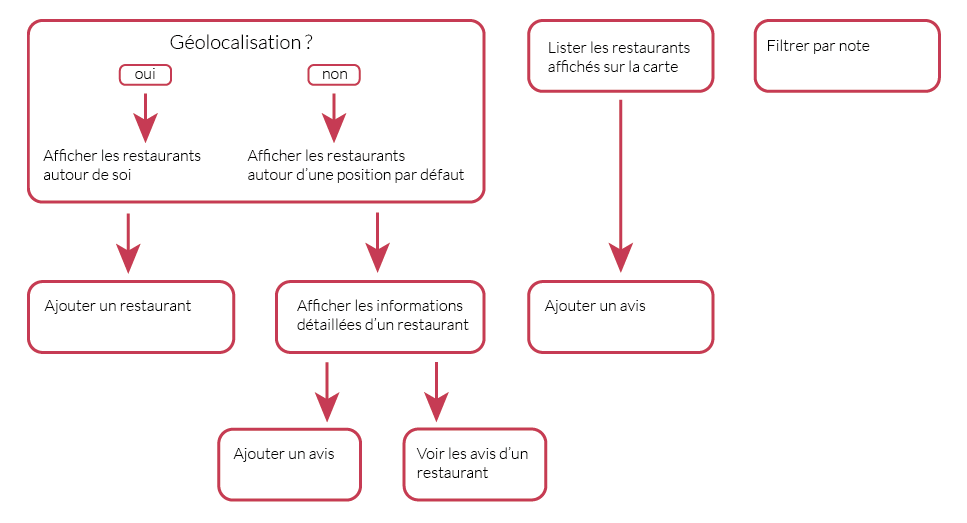 Géolocalisation ?
oui
non
Afficher les restaurants
autour de soi
Afficher les restaurants
autour d'une position par défaut
Lister les restaurants
affichés sur la carte
Filtrer par note
Ajouter un restaurant
Afficher les informations
détaillées d'un restaurant
Ajouter un avis
Ajouter un avis
Voir les avis d'un
restaurant